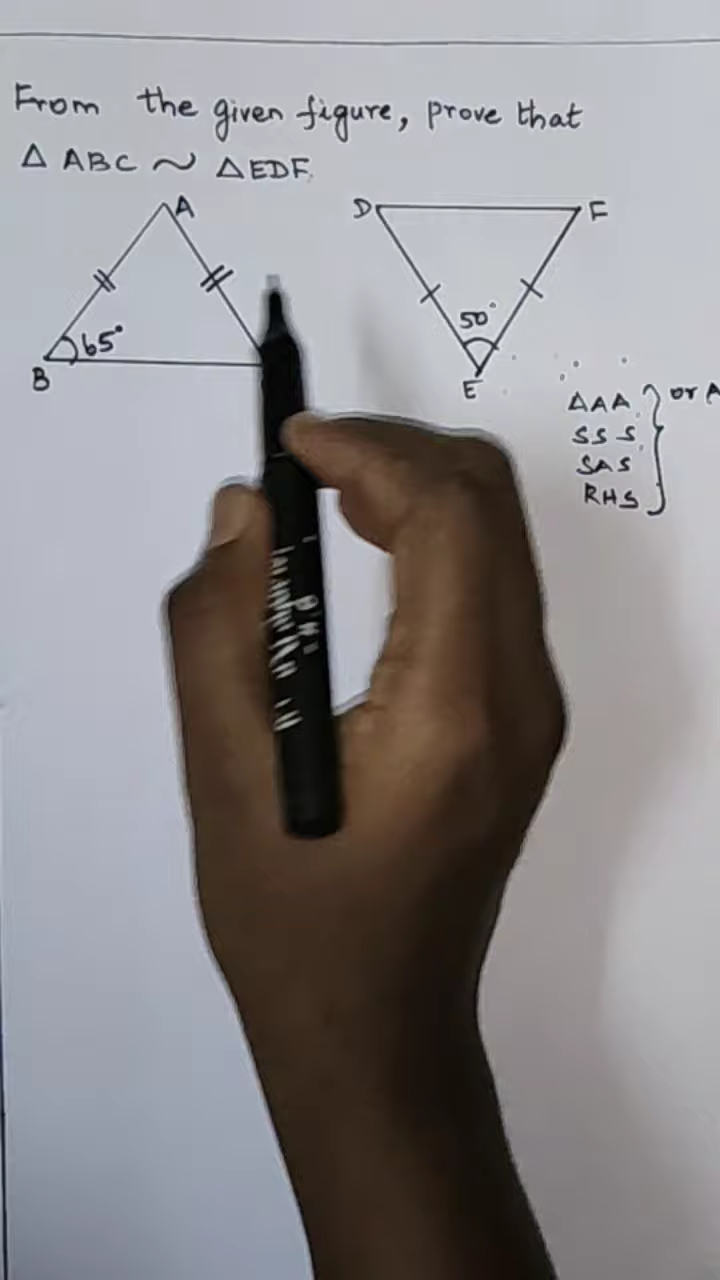 From the given figure, prove that
△ ABC ~ △EDF.
A
D
F
65°
50°
B
E
AAA
or A
SSS
SAS
RHS